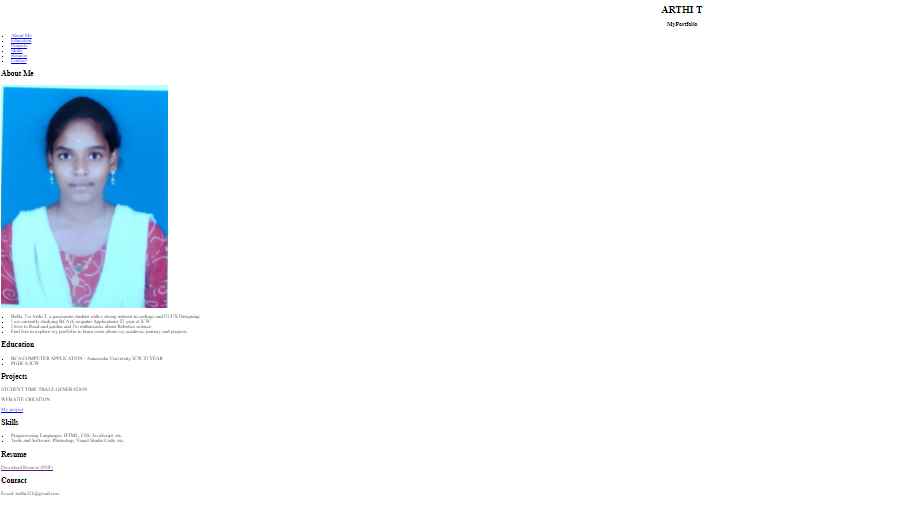 ARTHI T
MyPortfolio
About Me
Education
Projects
Skills
Resume
Contact
About Me
Hello, I'm Arthi T, a passionate student with a strong interest in codings and UI/UX Designing.
I am currently studying BCA (Computer Application) III year at ICW
I love to Read and garden and I'm enthusiastic about Robotics science
Feel free to explore my portfolio to learn more about my academic journey and projects.
Education
BCA COMPUTER APPLICATION - Annamalai University/ICW III YEAR
PGDCA/ICW
Projects
STUDENT TIME TBALE GENERATION
WEB SITE CREATION
My project
Skills
Programming Languages: HTML, CSS, JavaScript, etc.
Tools and Software: Photoshop, Visual Studio Code, etc.
Resume
Download Resume (PDF)
Contact
Email: